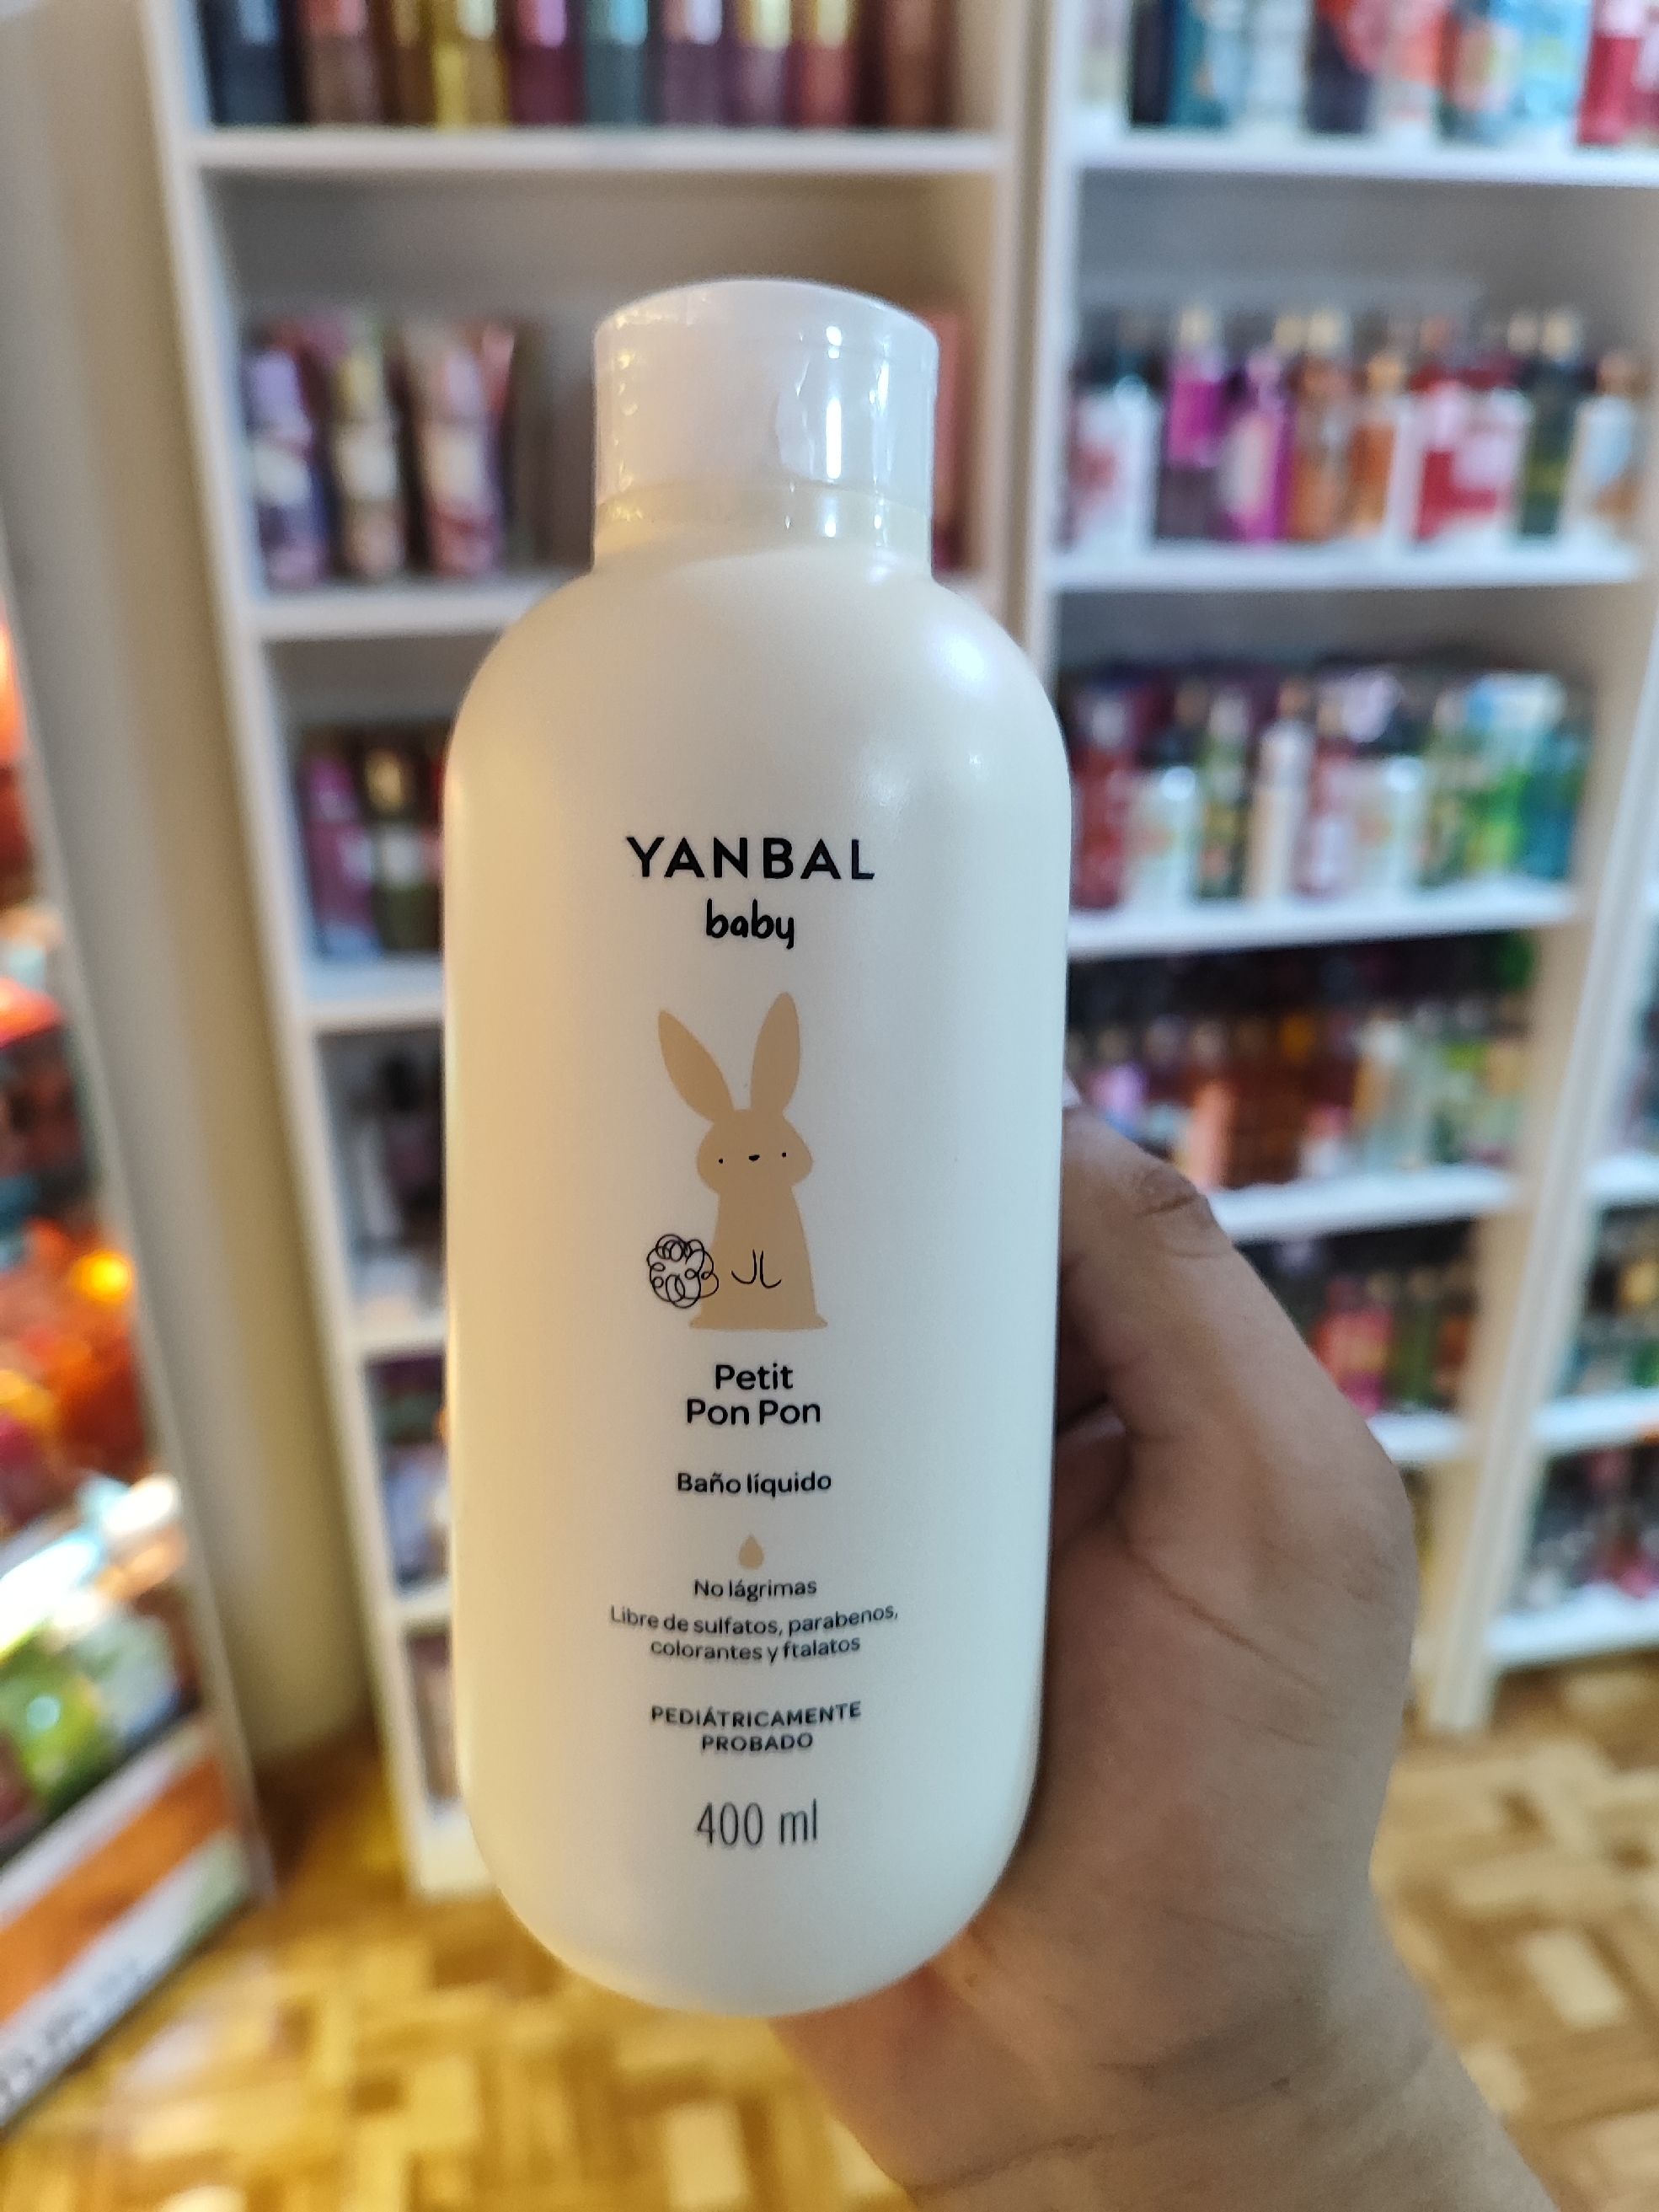 YANBAL
baby
Petit
Pon Pon
Baño líquido
No lágrimas
Libre de sulfatos, parabenos,
colorantes y ftalatos
PEDIÁTRICAMENTE
PROBADO
400 ml